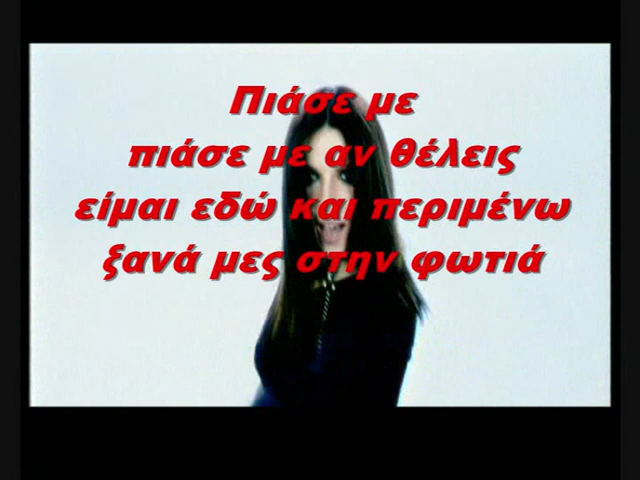 Πιάσε με
πιάσε με αν θέλεις
είμαι εδώ και περιμένω
ξανά μες στην φωτιά